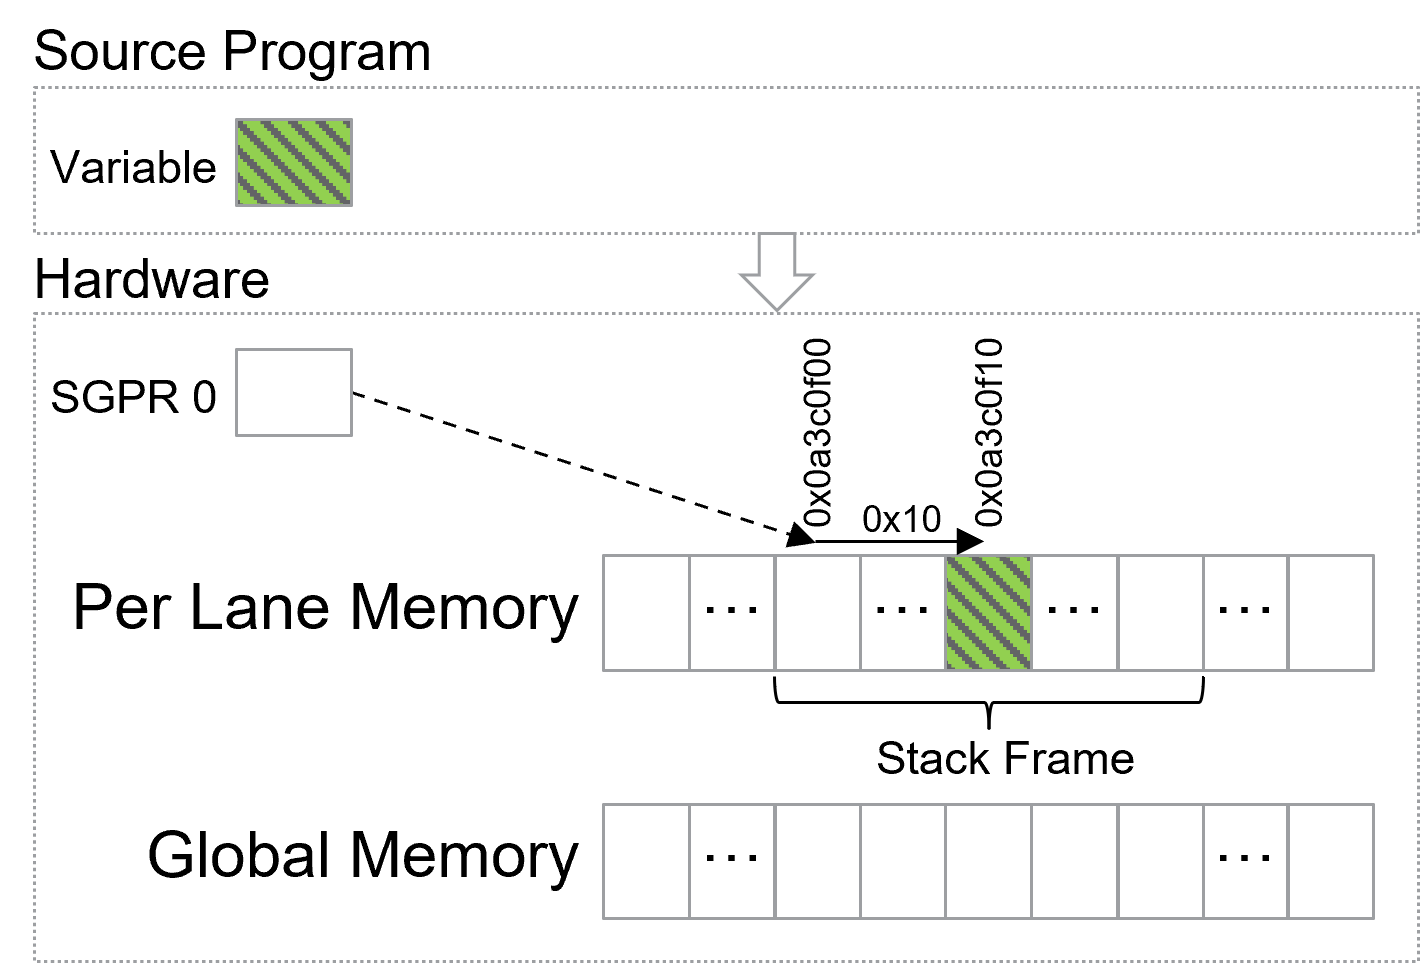 Source Program
Variable
Hardware
SGPR 0
0x0a3c0f00
0x0a3c0f10
0x10
Per Lane Memory
...
...
...
...
Stack Frame
Global Memory
...
...